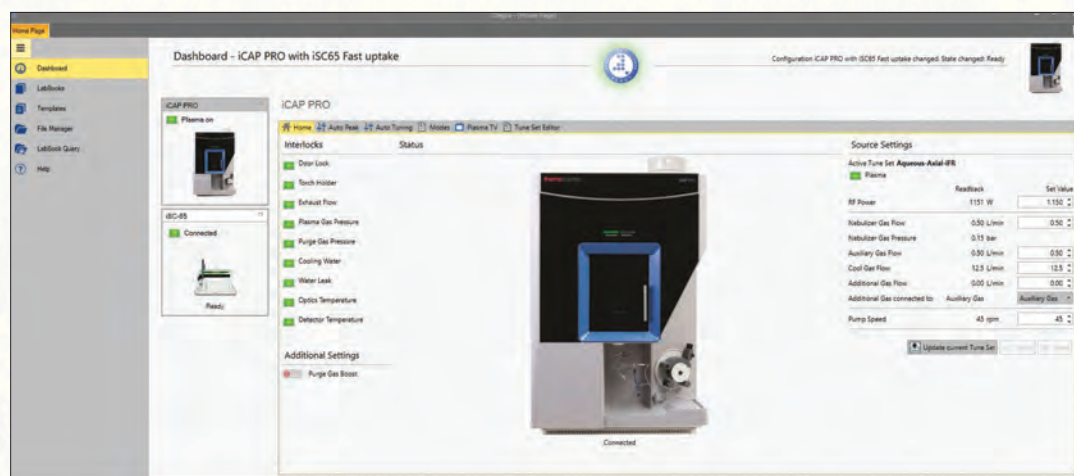 Home Page
Dashboard
LabBooks
Templates
File Manager
LabBook Query
Help
Dashboard - iCAP PRO with iSC65 Fast uptake
Configuration iCAP PRO with iSC65 Fast uptake changed. State changed: Ready
iCAP PRO
Plasma on
iSC-65
Connected
Ready
iCAP PRO
Home Auto Peak Auto Tuning Modes Plasma TV Tune Set Editor
Interlocks Status
Door Lock
Torch Holder
Exhaust Flow
Plasma Gas Pressure
Purge Gas Pressure
Cooling Water
Water Leak
Optics Temperature
Detector Temperature
Additional Settings
Purge Gas Boost
Connected
Source Settings
Active Tune Set Aqueous-Axial-iFR
Plasma
Readback Set Value
RF Power 1151 W 1.150
Nebulizer Gas Flow 0.50 L/min 0.50
Nebulizer Gas Pressure 0.15 bar
Auxiliary Gas Flow 0.50 L/min 0.50
Cool Gas Flow 12.5 L/min 12.5
Additional Gas Flow 0.00 L/min 0.00
Additional Gas connected to: Auxiliary Gas Auxiliary Gas
Pump Speed 45 rpm 45
Update current Tune Set